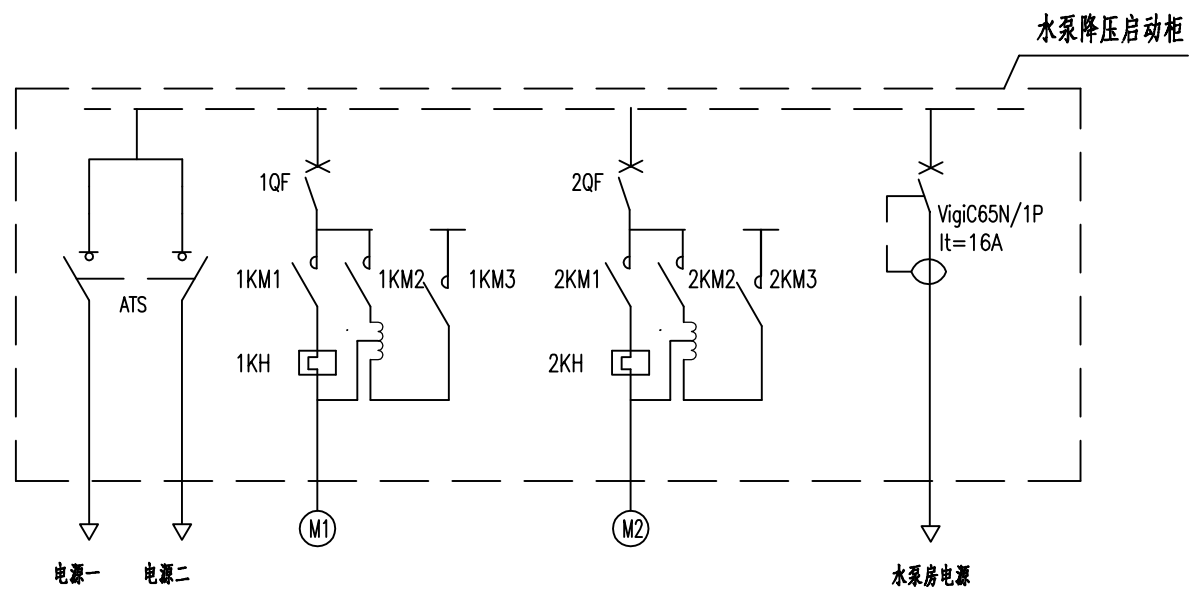 水泵降压启动柜
1QF
2QF
VigiC65N/1P
It=16A
1KM1
1KM2
1KM3
2KM1
2KM2
2KM3
ATS
1KH
2KH
M1
M2
电源一
电源二
水泵房电源